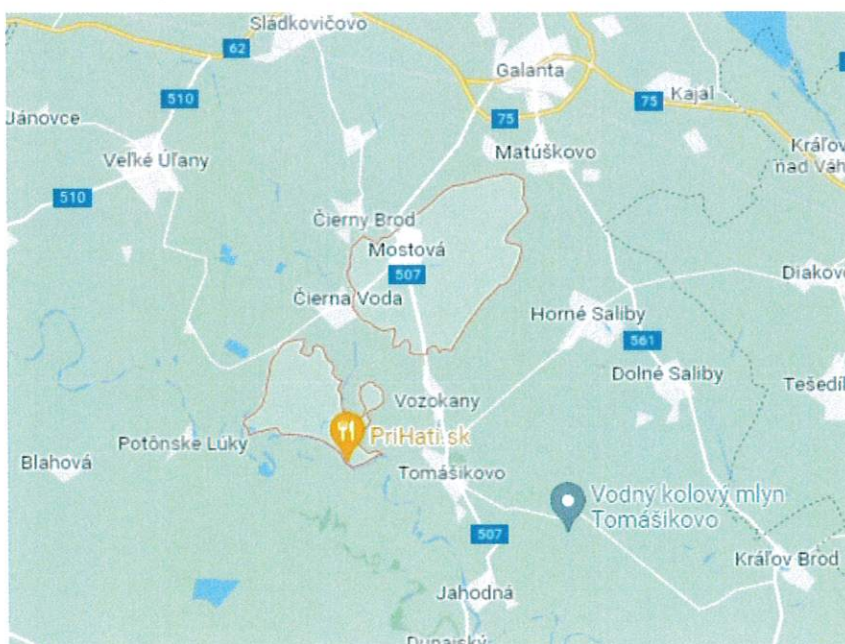 Sládkovičovo
62
Galanta
510
75
Kajal
Jánovce
75
Matúškovo
Veľké Úľany
Kráľov
nad Váh
510
Čierny Brod
Mostová
507
Diakov
Čierna Voda
Horné Saliby
561
Dolné Saliby
Tešedík
Vozokany
PriHati.sk
Potônske Lúky
Blahová
Tomášikovo
Vodný kolový mlyn
Tomášikovo
507
Kráľov Brod
Jahodná
Dunajský